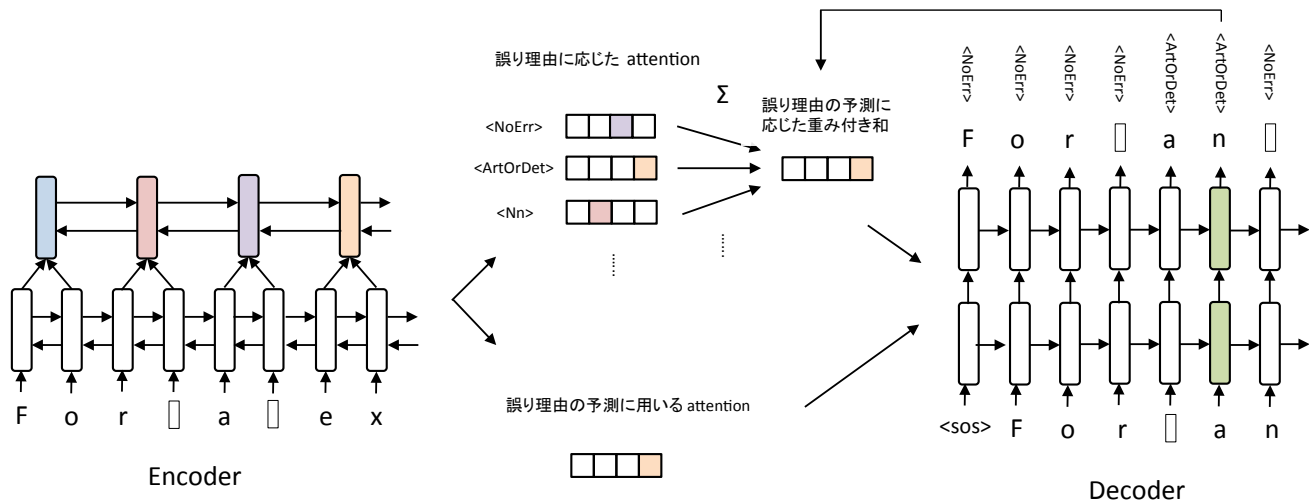 誤り理由に応じた attention
Σ
誤り理由の予測に
応じた重み付き和
<NoErr>
<ArtOrDet>
<Nn>
......
......
誤り理由の予測に用いる attention
F o r ▯ a ▯ e x
Encoder
<NoErr> <NoErr> <NoErr> <NoErr> <ArtOrDet> <ArtOrDet> <NoErr>
F o r ▯ a n ▯
<sos> F o r ▯ a n
Decoder